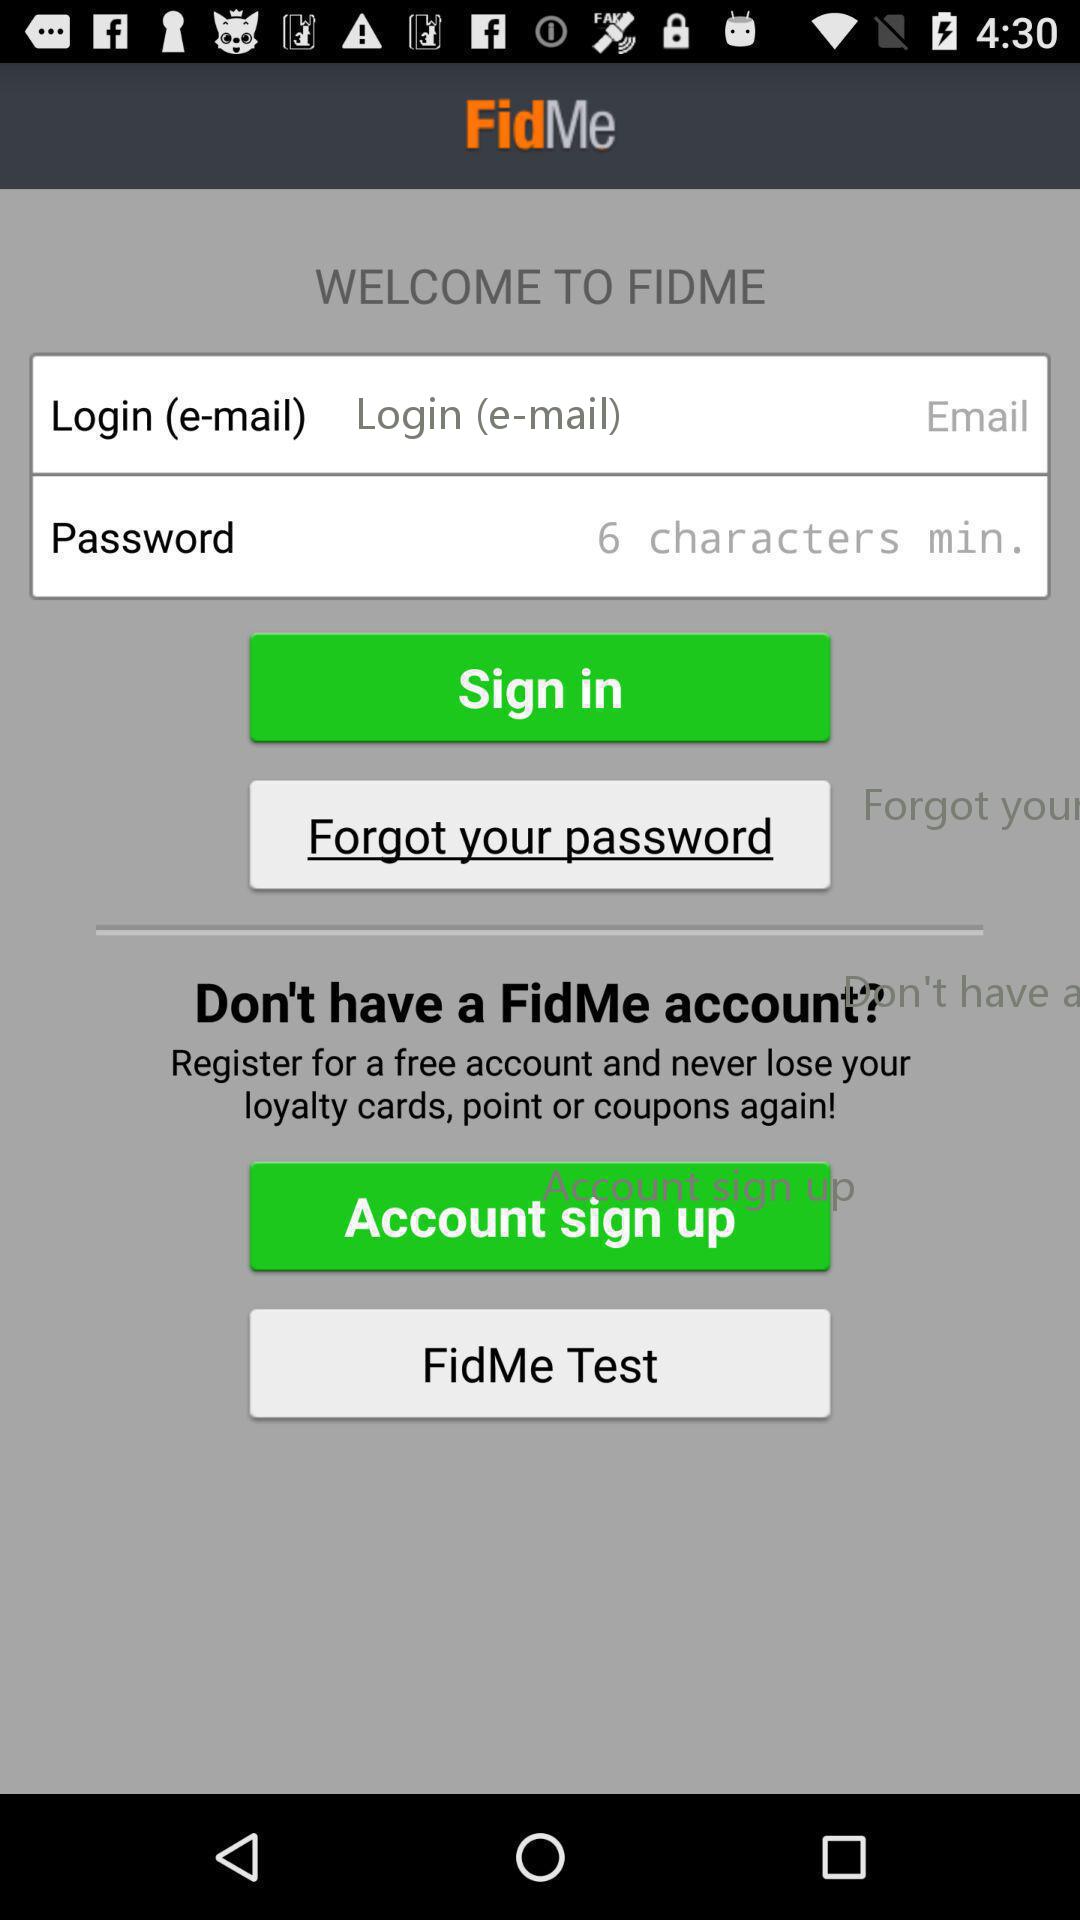 FAK 4:30
FidMe
WELCOME TO FIDME
Login (e-mail) Login (e-mail) Email
Password 6 characters min.
Sign in
Forgot your
Forgot your password
Don't have a
Don't have a FidMe account?
Register for a free account and never lose your
loyalty cards, point or coupons again!
Account sign up
Account sign up
FidMe Test